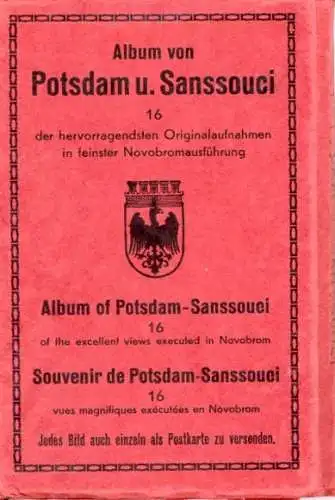 Album von
Potsdam u. Sanssouci
16
der hervorragendsten Originalaufnahmen
in feinster Novobromausführung
Album of Potsdam-Sanssouci
16
of the excellent views executed in Novobrom
Souvenir de Potsdam-Sanssouci
16
vues magnifiques exécutées en Novobrom
Jedes Bild auch einzeln als Postkarte zu versenden.